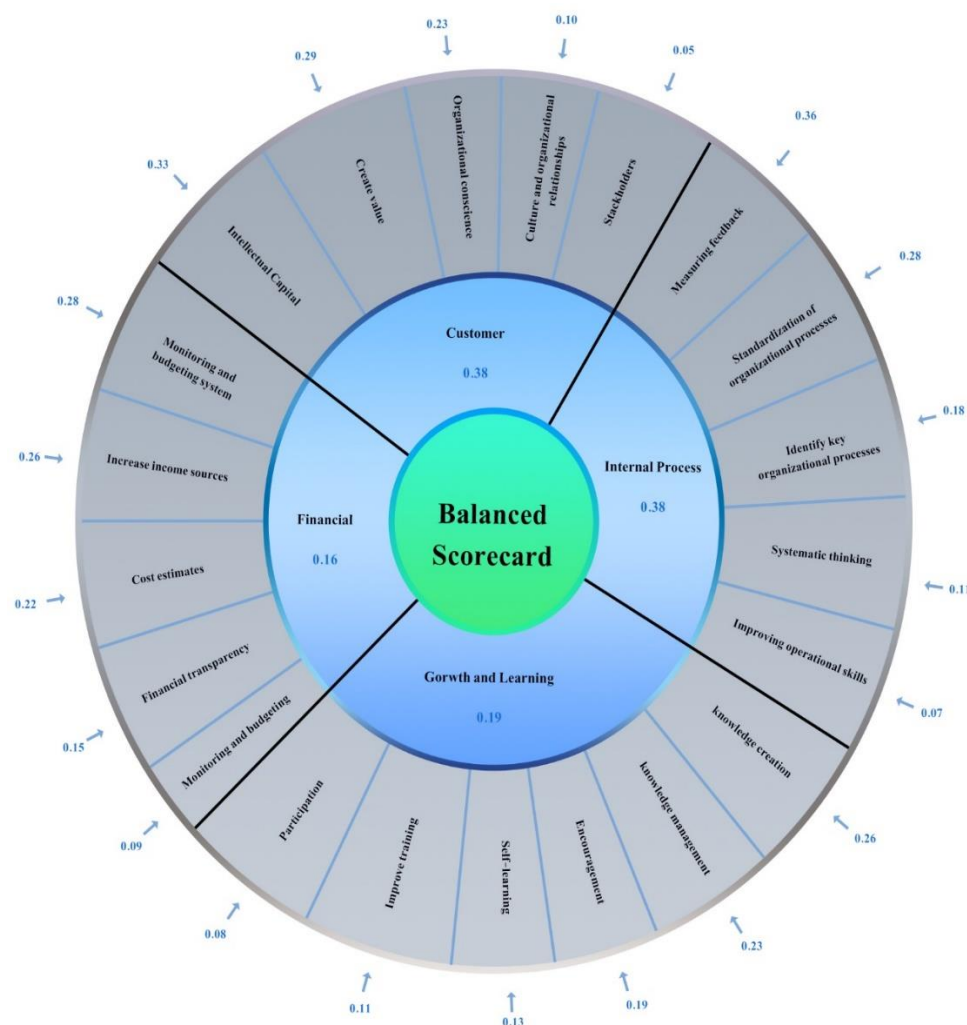 0.23
0.10
0.29
0.05
0.36
0.33
0.28
0.28
0.18
0.26
0.11
0.22
0.07
0.15
0.26
0.09
0.23
0.08
0.19
0.11
0.13
Create value
Organizational
conscience
Culture and organizational
relationships
Stackholders
Intellectual Capital
Measuring feedback
Monitoring and
budgeting system
Standardization of
organizational processes
Increase income sources
Identify key
organizational processes
Cost estimates
Systematic thinking
Financial transparency
Improving operational skills
Monitoring and budgeting
knowledge creation
Participation
Improve training
Self-learning
Encouragement
knowledge management
Customer
0.38
Internal Process
0.38
Financial
0.16
Gorwth and Learning
0.19
Balanced
Scorecard